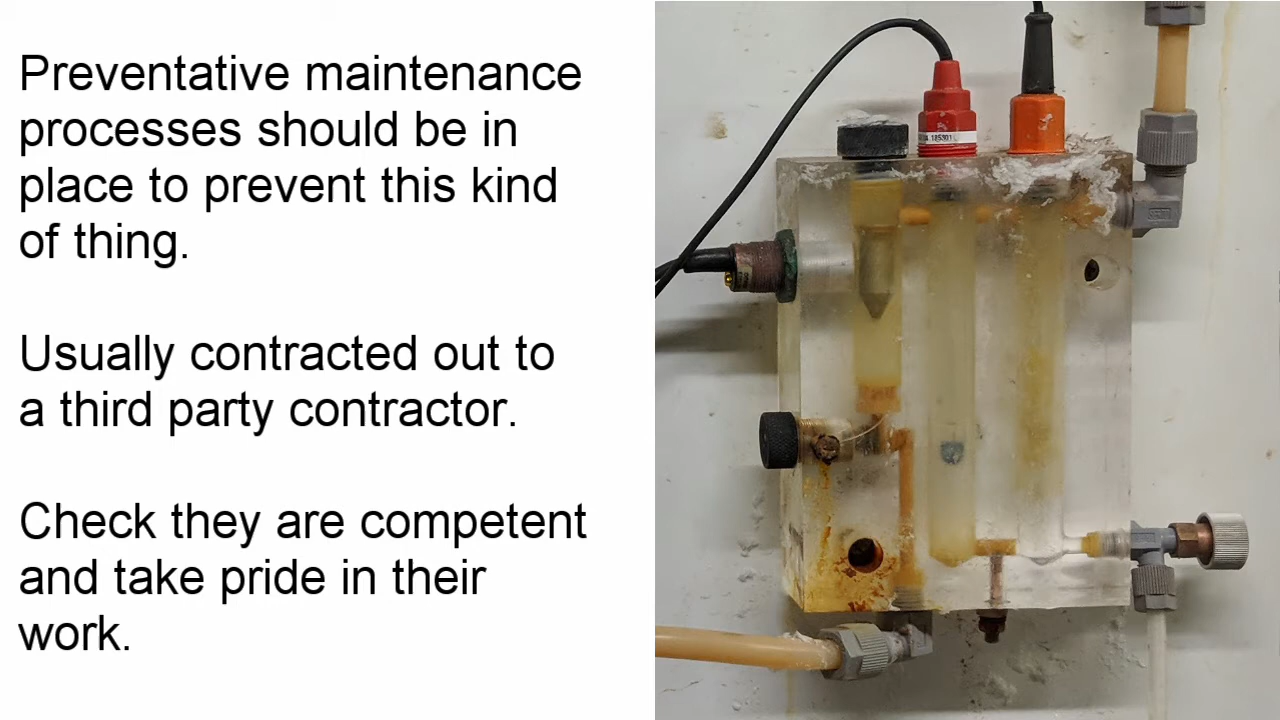 Preventative maintenance
processes should be in
place to prevent this kind
of thing.
Usually contracted out to
a third party contractor.
Check they are competent
and take pride in their
work.